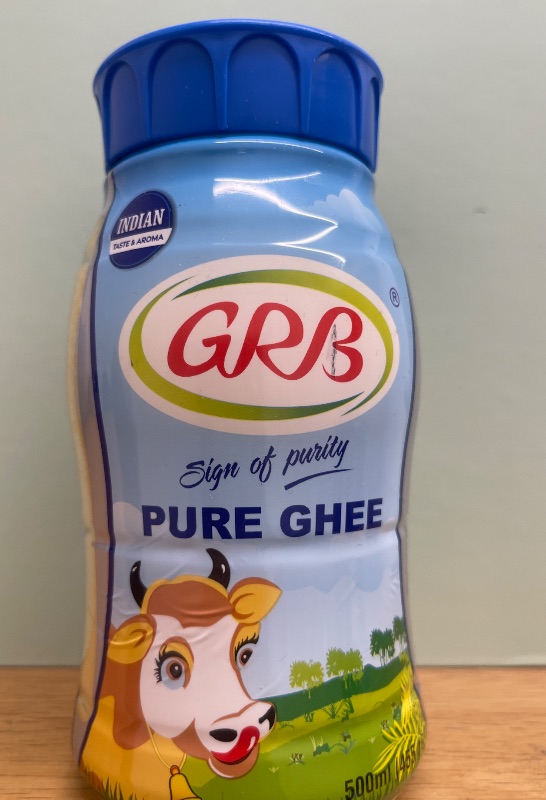 INDIAN
TASTE & AROMA
GRB
®
Sign of purity
PURE GHEE
500ml